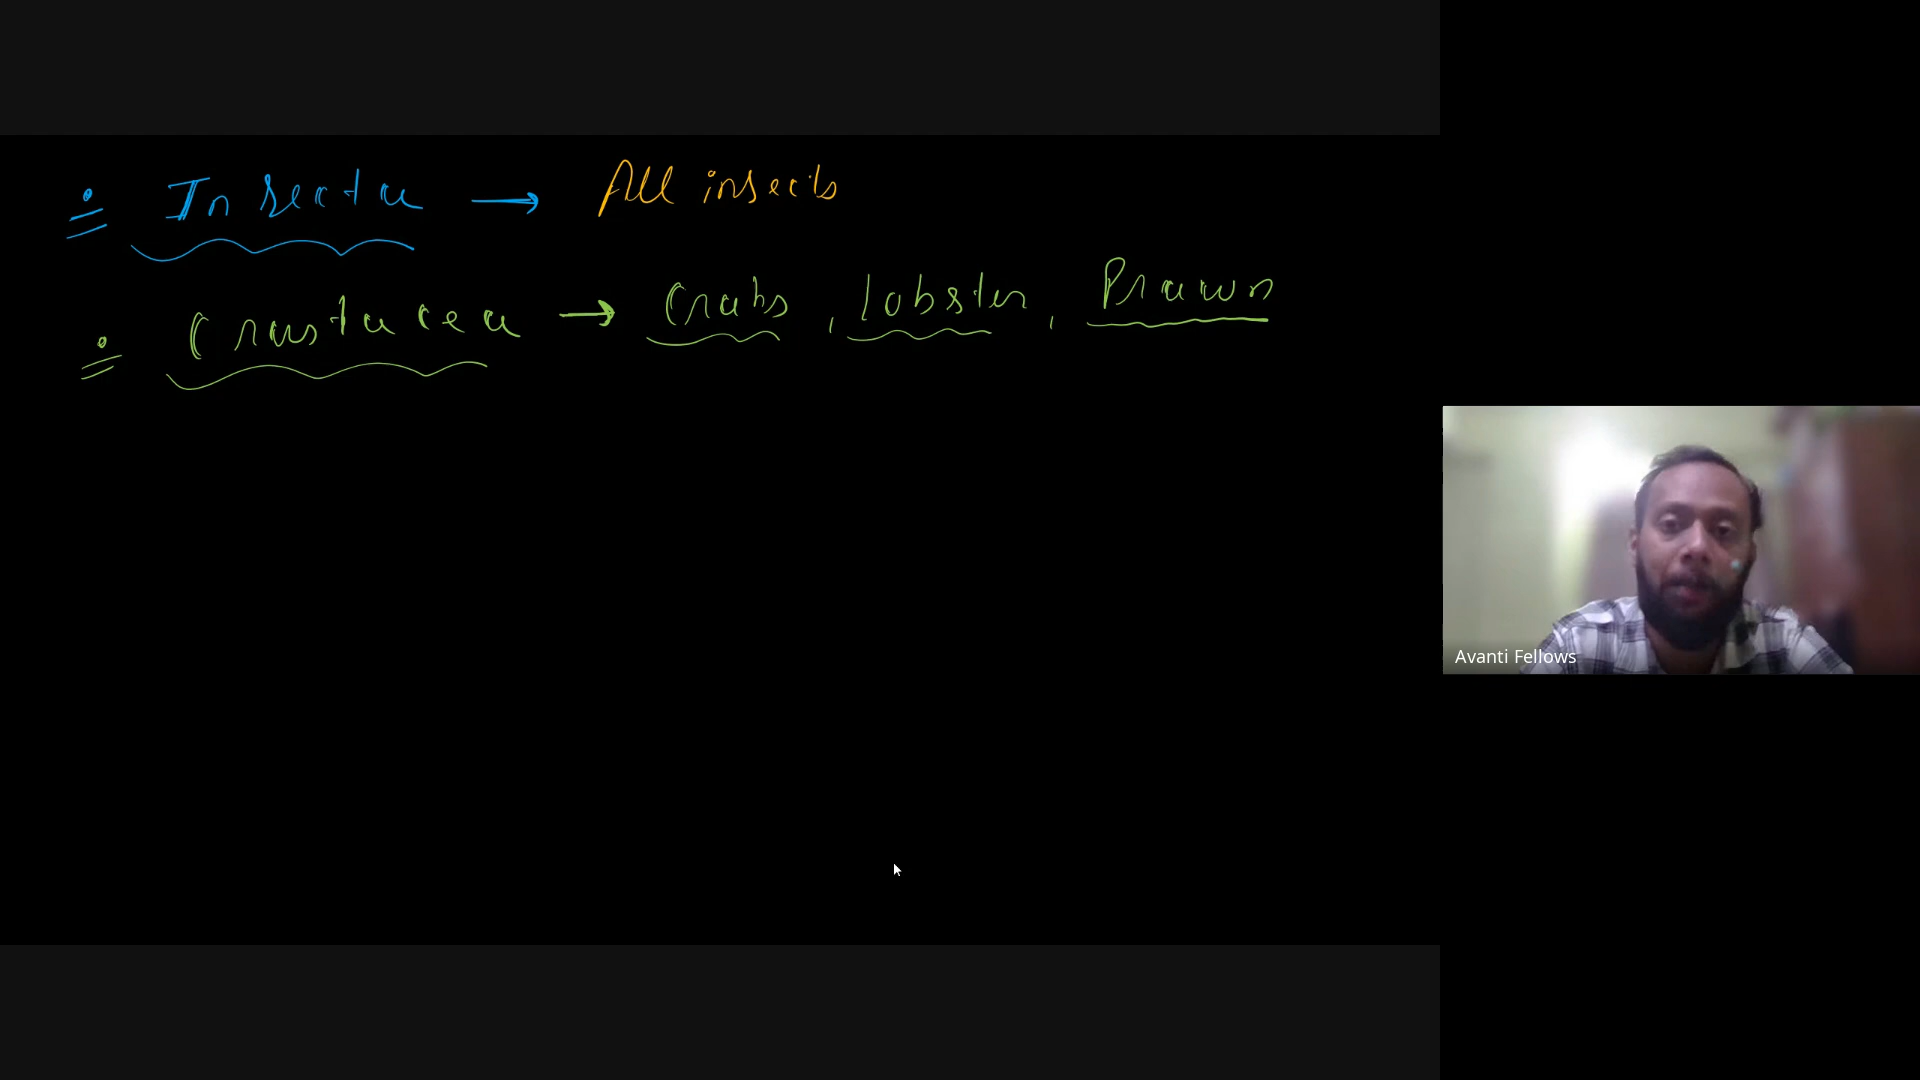 Insecta → All insects
Crustacea → Crabs, lobster, Prawn
Avanti Fellows